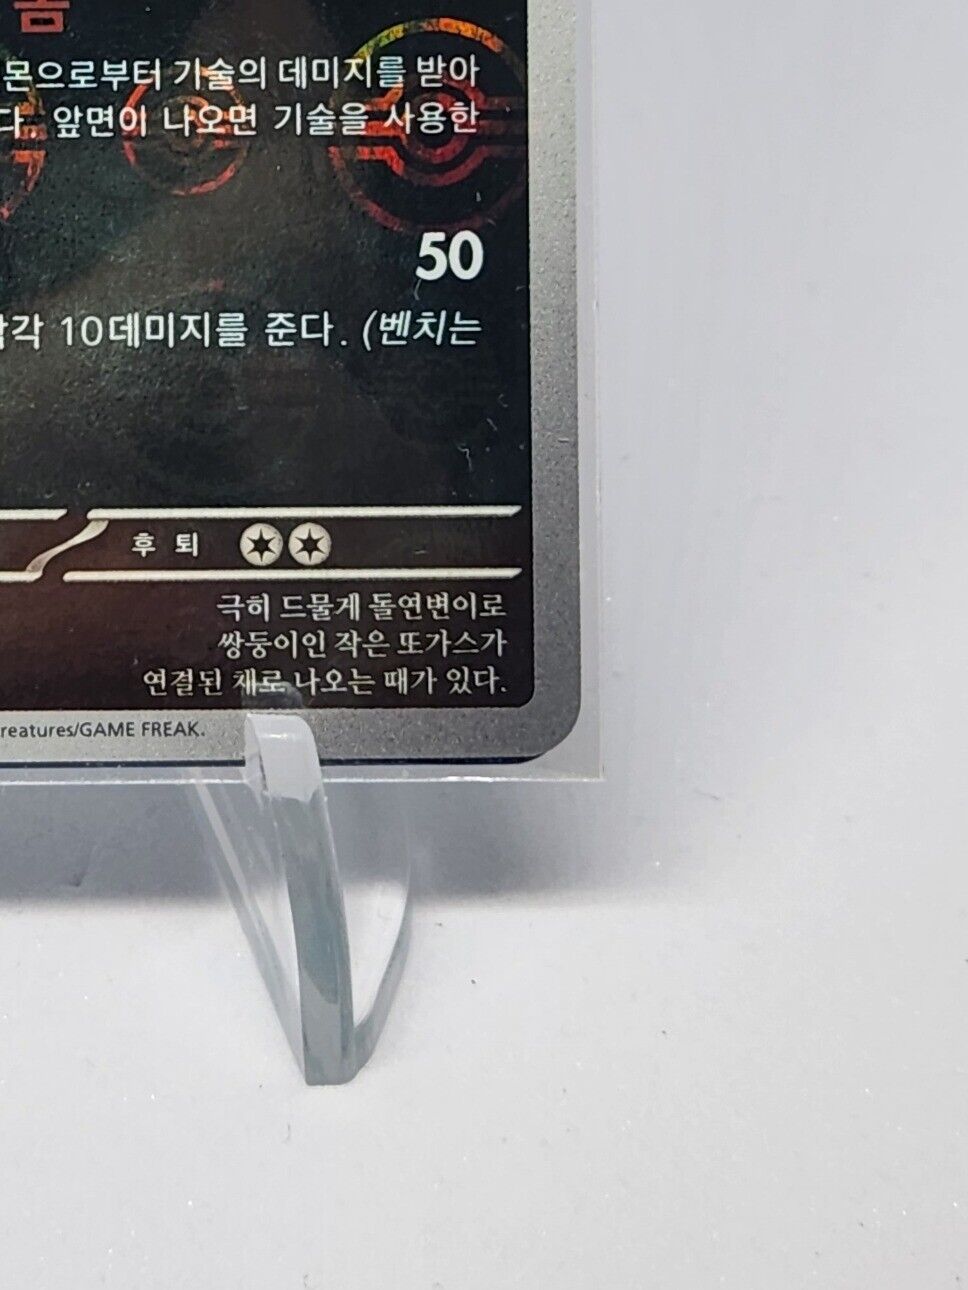 몸
몬으로부터 기술의 데미지를 받아
다. 앞면이 나오면 기술을 사용한
50
각각 10데미지를 준다. (벤치는
후퇴
극히 드물게 돌연변이로
쌍둥이인 작은 또가스가
연결된 채로 나오는 때가 있다.
reatures/GAME FREAK.